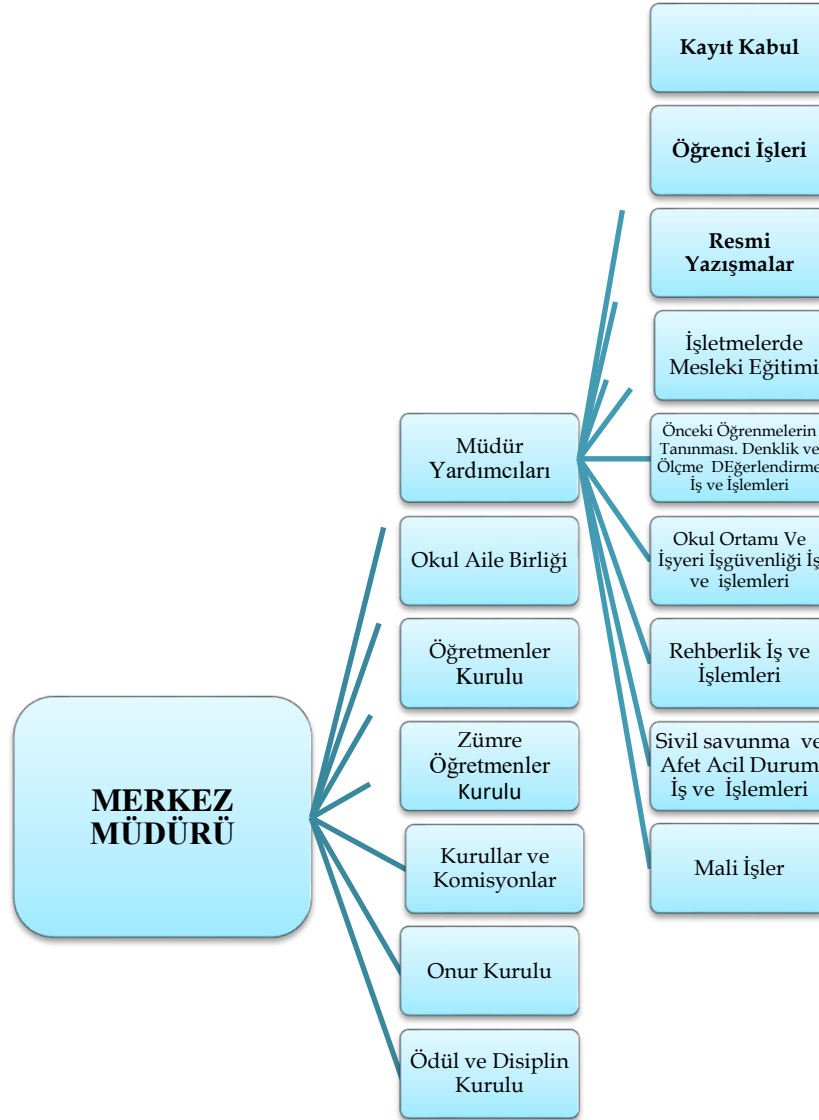 MERKEZ
MÜDÜRÜ
Müdür
Yardımcıları
Okul Aile Birliği
Öğretmenler
Kurulu
Zümre
Öğretmenler
Kurulu
Kurullar ve
Komisyonlar
Onur Kurulu
Ödül ve Disiplin
Kurulu
Kayıt Kabul
Öğrenci İşleri
Resmi
Yazışmalar
İşletmelerde
Mesleki Eğitimi
Önceki Öğrenmelerin
Tanınması. Denklik ve
Ölçme DEğerlendirme
İş ve İşlemleri
Okul Ortamı Ve
İşyeri İşgüvenliği İş
ve işlemleri
Rehberlik İş ve
İşlemleri
Sivil savunma ve
Afet Acil Durum
İş ve İşlemleri
Mali İşler